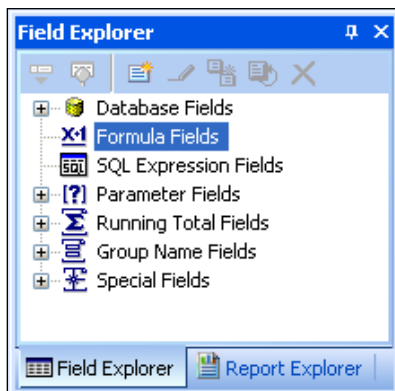 Field Explorer
Database Fields
X+1 Formula Fields
SQL SQL Expression Fields
[?] Parameter Fields
Σ Running Total Fields
Group Name Fields
Special Fields
Field Explorer Report Explorer